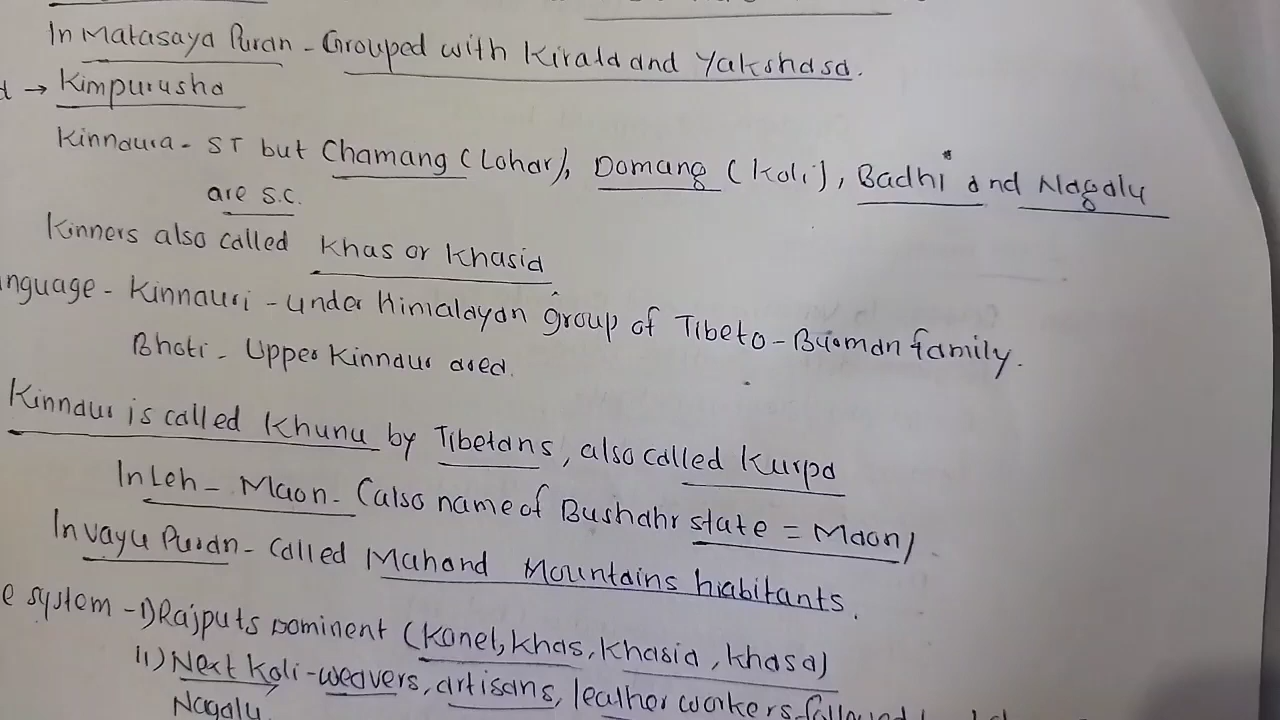 In Matasaya Puran - Grouped with Kirata and Yakshasa.
→ Kimpurusha
Kinnaura - ST but Chamang (Lohar), Domang (Koli), Badhi and Nagalu
are s.c.
Kinners also called Khas or Khasia
nguage - Kinnauri - under Himalayan group of Tibeto-Burman family.
Bhoti - Upper Kinnaur area.
Kinnaur is called Khunu by Tibetans, also called Kurpa
In Leh - Maon - (also name of Bushahr state = Maon)
In Vayu Puran - Called Mahand Mountains hiabitants.
e system - 1) Rajputs Dominent (Kanet, Khas, Khasia, Khasa)
11) Next Koli - weavers, artisans, leather workers
Nagalu